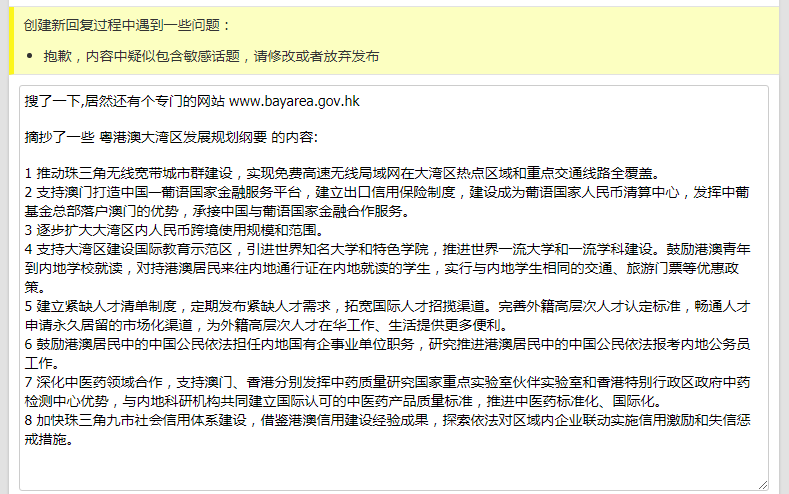 创建新回复过程中遇到一些问题：
抱歉，内容中疑似包含敏感话题，请修改或者放弃发布
搜了一下,居然还有个专门的网站 www.bayarea.gov.hk
摘抄了一些 粤港澳大湾区发展规划纲要 的内容:
1 推动珠三角无线宽带城市群建设，实现免费高速无线局域网在大湾区热点区域和重点交通线路全覆盖。
2 支持澳门打造中国—葡语国家金融服务平台，建立出口信用保险制度，建设成为葡语国家人民币清算中心，发挥中葡
基金总部落户澳门的优势，承接中国与葡语国家金融合作服务。
3 逐步扩大大湾区内人民币跨境使用规模和范围。
4 支持大湾区建设国际教育示范区，引进世界知名大学和特色学院，推进世界一流大学和一流学科建设。鼓励港澳青年
到内地学校就读，对持港澳居民来往内地通行证在内地就读的学生，实行与内地学生相同的交通、旅游门票等优惠政
策。
5 建立紧缺人才清单制度，定期发布紧缺人才需求，拓宽国际人才招揽渠道。完善外籍高层次人才认定标准，畅通人才
申请永久居留的市场化渠道，为外籍高层次人才在华工作、生活提供更多便利。
6 鼓励港澳居民中的中国公民依法担任内地国有企事业单位职务，研究推进港澳居民中的中国公民依法报考内地公务员
工作。
7 深化中医药领域合作，支持澳门、香港分别发挥中药质量研究国家重点实验室伙伴实验室和香港特别行政区政府中药
检测中心优势，与内地科研机构共同建立国际认可的中医药产品质量标准，推进中医药标准化、国际化。
8 加快珠三角九市社会信用体系建设，借鉴港澳信用建设经验成果，探索依法对区域内企业联动实施信用激励和失信惩
戒措施。